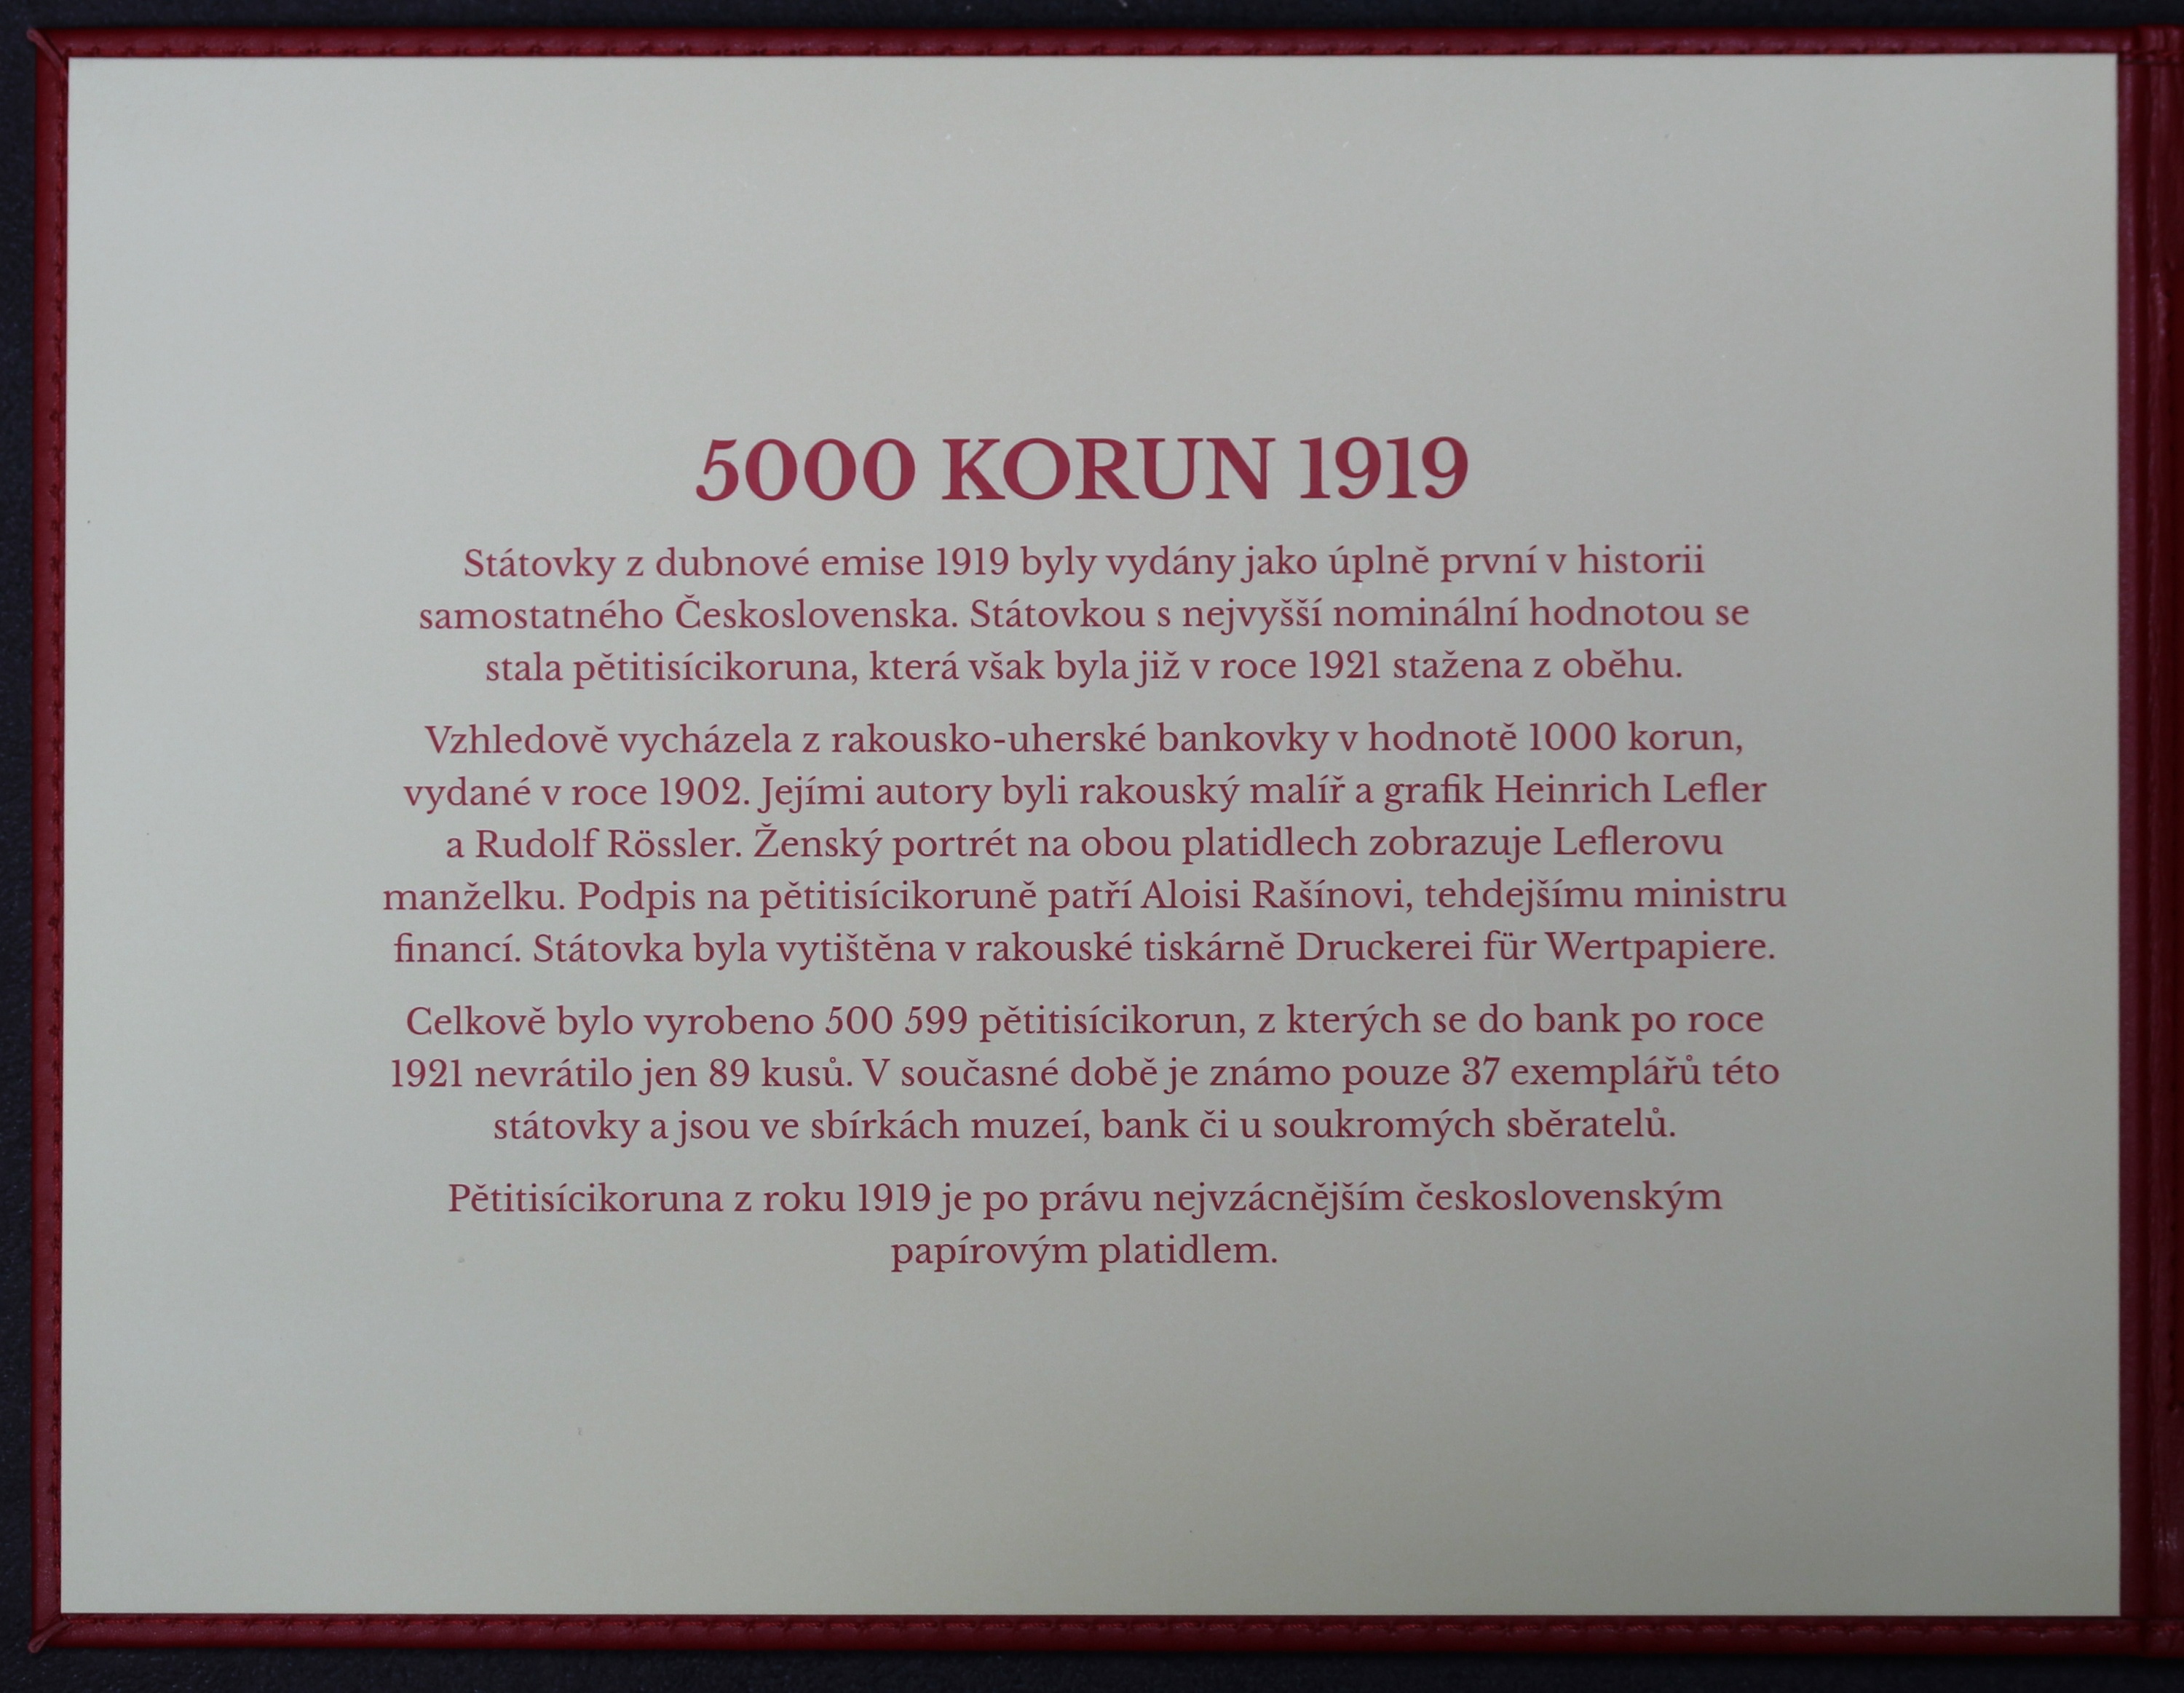 5000 KORUN 1919
Státovky z dubnové emise 1919 byly vydány jako úplně první v historii
samostatného Československa. Státovkou s nejvyšší nominální hodnotou se
stala pětitisícikoruna, která však byla již v roce 1921 stažena z oběhu.
Vzhledově vycházela z rakousko-uherské bankovky v hodnotě 1000 korun,
vydané v roce 1902. Jejími autory byli rakouský malíř a grafik Heinrich Lefler
a Rudolf Rössler. Ženský portrét na obou platidlech zobrazuje Leflerovu
manželku. Podpis na pětitisícikoruně patří Aloisi Rašínovi, tehdejšímu ministru
financí. Státovka byla vytištěna v rakouské tiskárně Druckerei für Wertpapiere.
Celkově bylo vyrobeno 500 599 pětitisícikorun, z kterých se do bank po roce
1921 nevrátilo jen 89 kusů. V současné době je známo pouze 37 exemplářů této
státovky a jsou ve sbírkách muzeí, bank či u soukromých sběratelů.
Pětitisícikoruna z roku 1919 je po právu nejvzácnějším československým
papírovým platidlem.